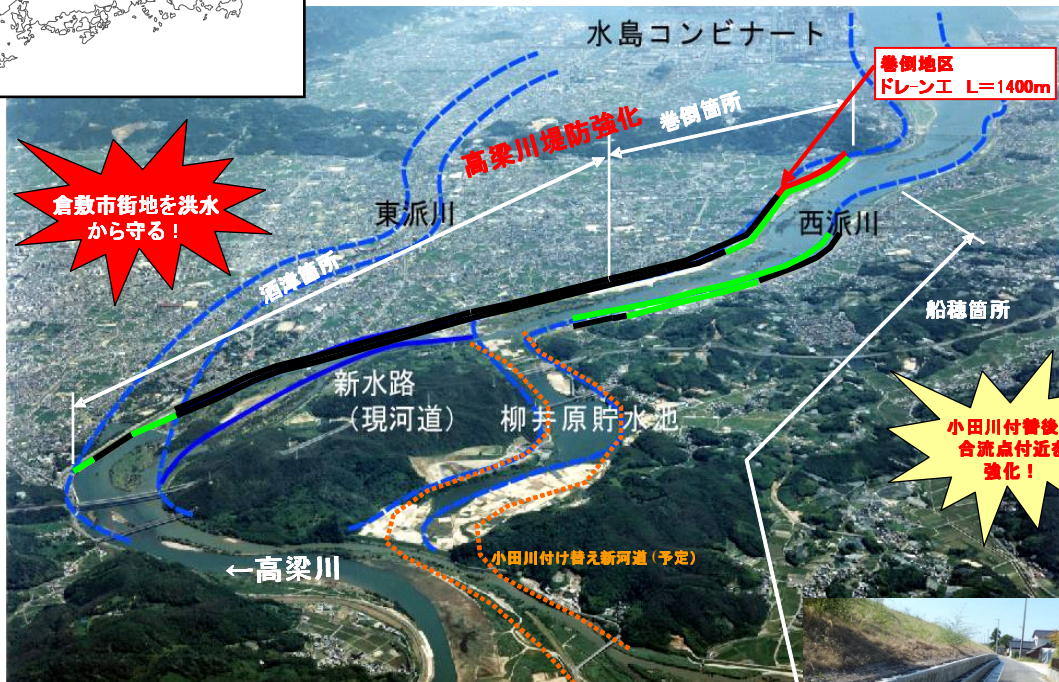 水島コンビナート
巻倒地区
ドレーン工 L=1400m
巻倒箇所
高梁川堤防強化
倉敷市街地を洪水
から守る！
東派川
西派川
酒津箇所
船穂箇所
新水路
（現河道）
柳井原貯水池
小田川付替後
合流点付近を
強化！
小田川付け替え新河道（予定）
←高梁川